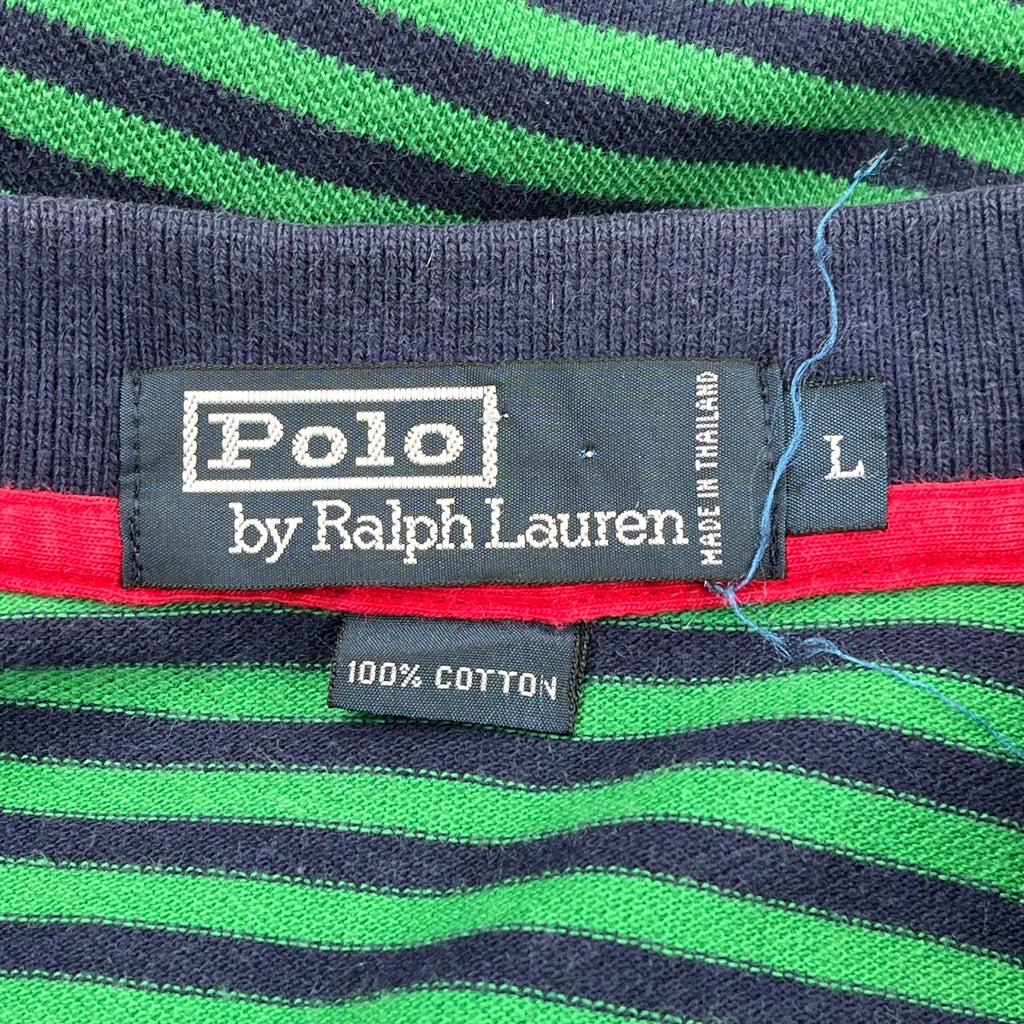 Polo
by Ralph Lauren
MADE IN THAILAND
L
100% COTTON